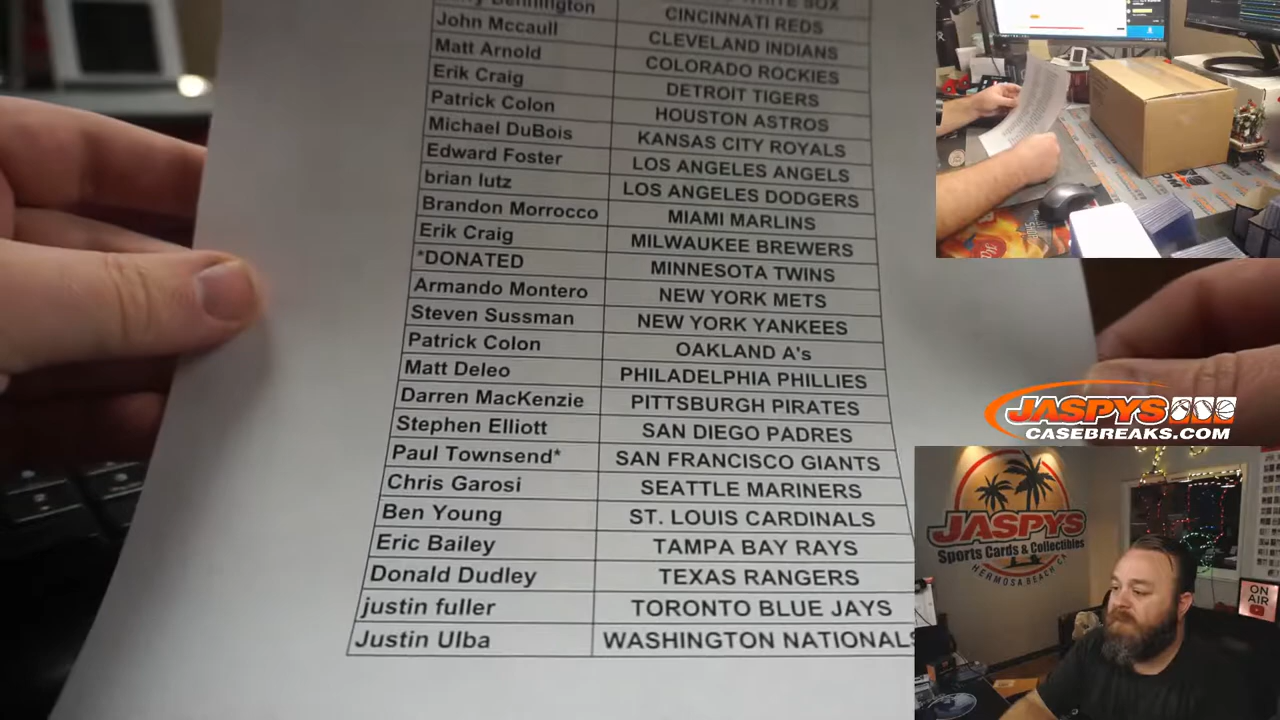 Bennington WHITE SOX
John Mccaull CINCINNATI REDS
Matt Arnold CLEVELAND INDIANS
Erik Craig COLORADO ROCKIES
Patrick Colon DETROIT TIGERS
Michael DuBois HOUSTON ASTROS
Edward Foster KANSAS CITY ROYALS
brian lutz LOS ANGELES ANGELS
Brandon Morrocco LOS ANGELES DODGERS
Erik Craig MIAMI MARLINS
*DONATED MILWAUKEE BREWERS
Armando Montero MINNESOTA TWINS
Steven Sussman NEW YORK METS
Patrick Colon NEW YORK YANKEES
Matt Deleo OAKLAND A's
Darren MacKenzie PHILADELPHIA PHILLIES
Stephen Elliott PITTSBURGH PIRATES
Paul Townsend* SAN DIEGO PADRES
Chris Garosi SAN FRANCISCO GIANTS
Ben Young SEATTLE MARINERS
Eric Bailey ST. LOUIS CARDINALS
Donald Dudley TAMPA BAY RAYS
justin fuller TEXAS RANGERS
Justin Ulba TORONTO BLUE JAYS
WASHINGTON NATIONALS
JASPYS
CASEBREAKS.COM
JASPYS
Sports Cards & Collectibles
HERMOSA BEACH CA
ON
AIR